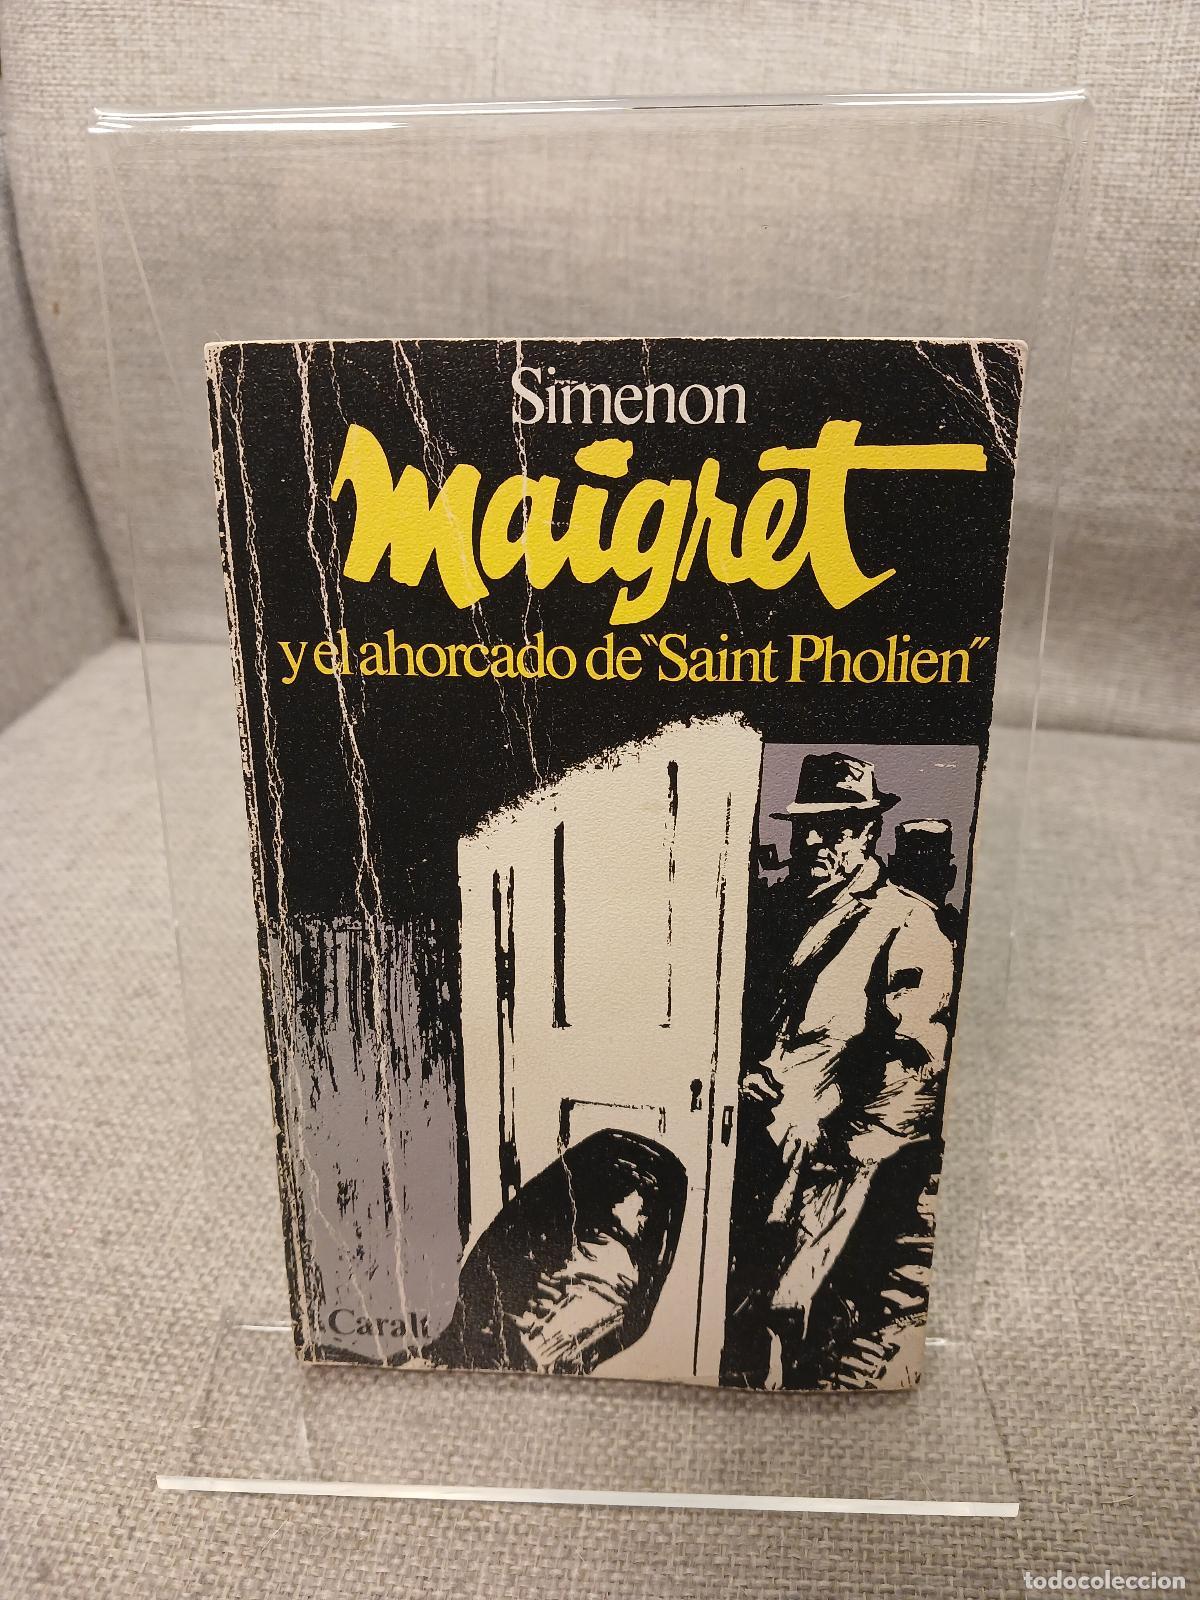 Simenon
Maigret
y el ahorcado de "Saint Pholien"
Caralt
todocoleccion